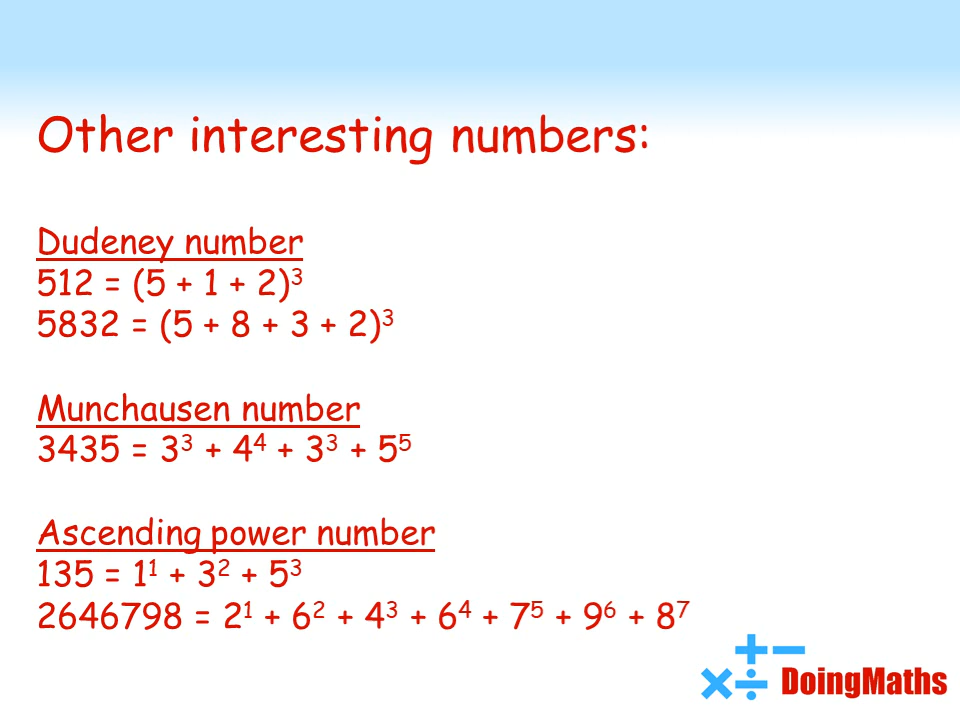 Other interesting numbers:
Dudeney number
512 = (5 + 1 + 2)³
5832 = (5 + 8 + 3 + 2)³
Munchausen number
3435 = 3³ + 4⁴ + 3³ + 5⁵
Ascending power number
135 = 1¹ + 3² + 5³
2646798 = 2¹ + 6² + 4³ + 6⁴ + 7⁵ + 9⁶ + 8⁷
DoingMaths